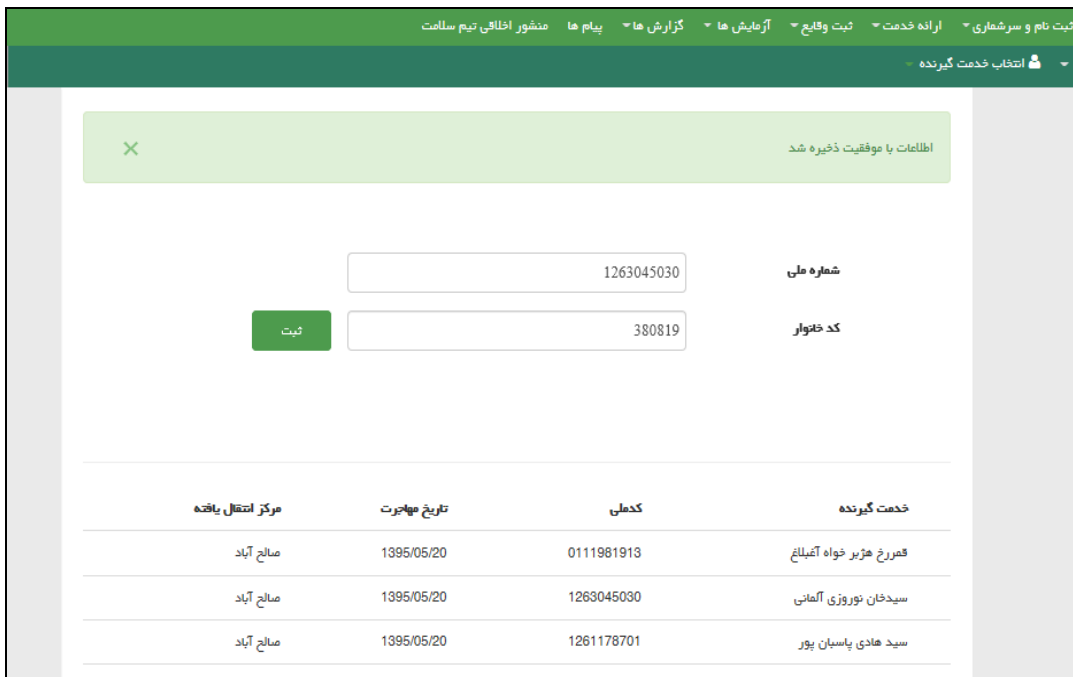 ثبت نام و سرشماری ارائه خدمت ثبت وقایع آزمایش ها گزارش ها پیام ها منشور اخلاقی تیم سلامت
انتخاب خدمت گیرنده
اطلاعات با موفقیت ذخیره شد ×
شماره ملی 1263045030
کد خانوار 380819 ثبت
خدمت گیرنده کدملی تاریخ مهاجرت مرکز انتقال یافته
قمررخ هژبر خواه آغبلاغ 0111981913 1395/05/20 صالح آباد
سیدخان نوروزی آلمانی 1263045030 1395/05/20 صالح آباد
سید هادی پاسبان پور 1261178701 1395/05/20 صالح آباد